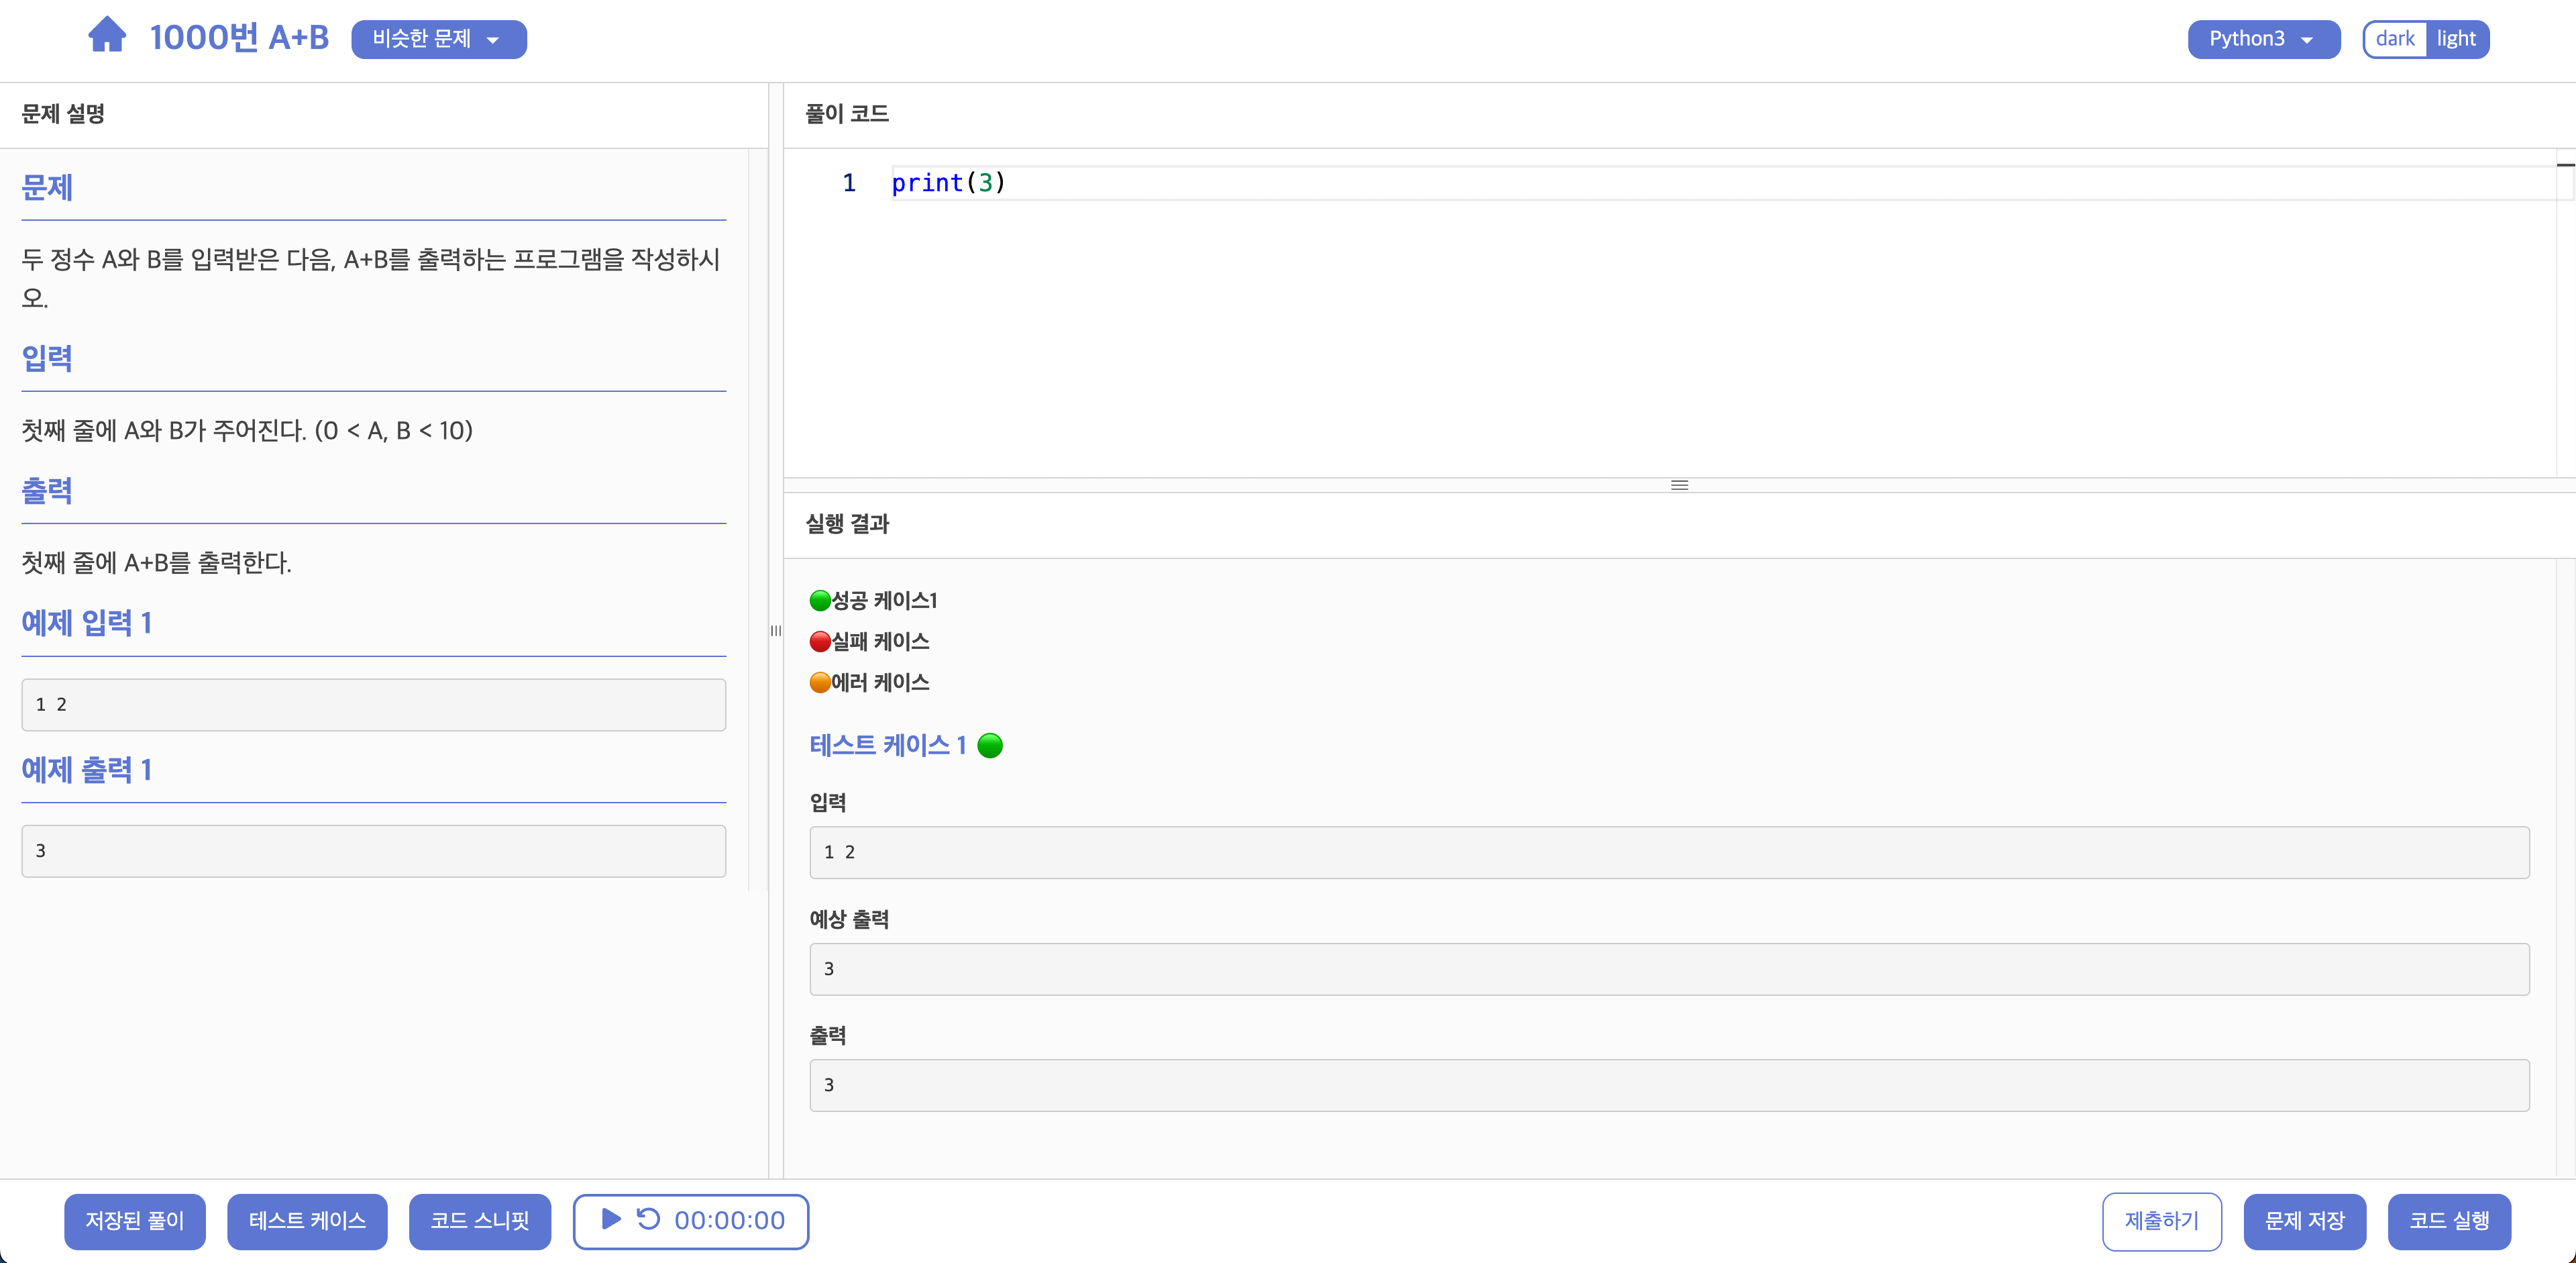 1000번 A+B
비슷한 문제
Python3
dark
light
문제 설명
문제
두 정수 A와 B를 입력받은 다음, A+B를 출력하는 프로그램을 작성하시
오.
입력
첫째 줄에 A와 B가 주어진다. (0 < A, B < 10)
출력
첫째 줄에 A+B를 출력한다.
예제 입력 1
1 2
예제 출력 1
3
풀이 코드
1 print(3)
실행 결과
성공 케이스1
실패 케이스
에러 케이스
테스트 케이스 1
입력
1 2
예상 출력
3
출력
3
저장된 풀이
테스트 케이스
코드 스니핏
00:00:00
제출하기
문제 저장
코드 실행